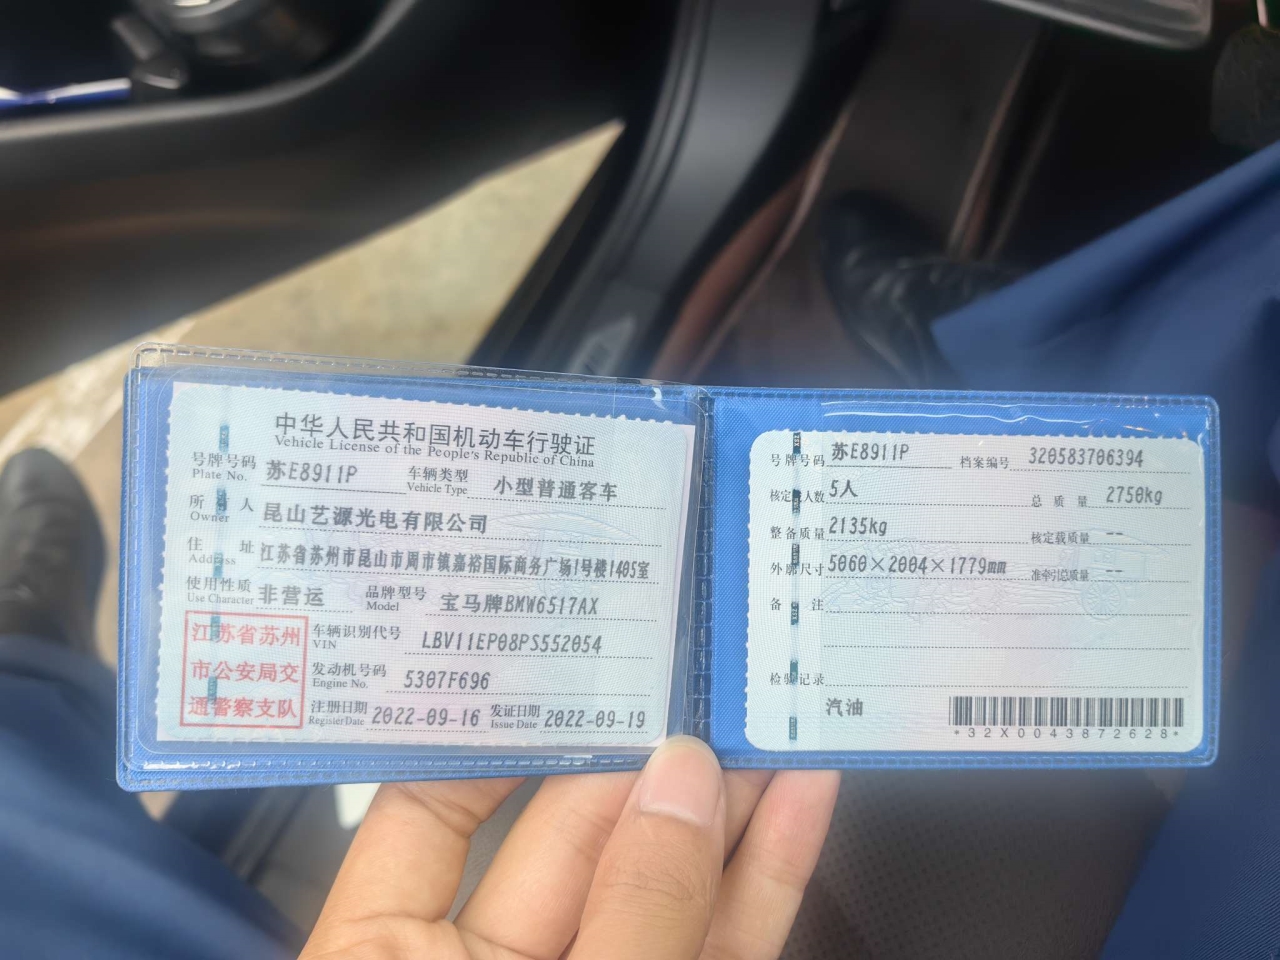 中华人民共和国机动车行驶证
Vehicle License of the People's Republic of China
号牌号码 苏E8911P 车辆类型 小型普通客车
Plate No. Vehicle Type
所有人 昆山艺源光电有限公司
Owner
住址 江苏省苏州市昆山市周市镇嘉裕国际商务广场1号楼1405室
Address
使用性质 非营运 品牌型号 宝马牌BMW6517AX
Use Character Model
江苏省苏州
市公安局交
通警察支队
车辆识别代号 LBV11EP08PS552054
VIN
发动机号码 5307F696
Engine No.
注册日期 2022-09-16 发证日期 2022-09-19
Register Date Issue Date
号牌号码 苏E8911P 档案编号 320583706394
核定载人数 5人 总质量 2750kg
整备质量 2135kg 核定载质量 --
外廓尺寸 5060×2004×1779mm 准牵引总质量 --
备注
检验记录
汽油
*32X0043872628*